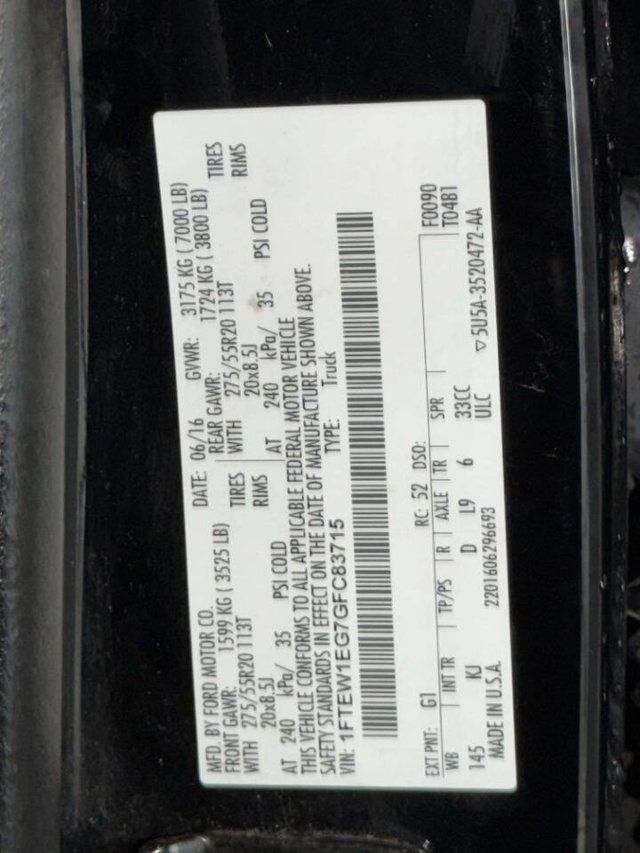 MFD. BY FORD MOTOR CO. DATE: 06/16 GVWR: 3175 KG ( 7000 LB)
FRONT GAWR: 1599 KG ( 3525 LB) REAR GAWR: 1724 KG ( 3800 LB)
WITH 275/55R20 113T TIRES WITH 275/55R20 113T TIRES
20x8.5J RIMS 20x8.5J RIMS
AT 240 kPa/ 35 PSI COLD AT 240 kPa/ 35 PSI COLD
THIS VEHICLE CONFORMS TO ALL APPLICABLE FEDERAL MOTOR VEHICLE
SAFETY STANDARDS IN EFFECT ON THE DATE OF MANUFACTURE SHOWN ABOVE.
VIN: 1FTEW1EG7GFC83715 TYPE: Truck
EXT PNT: G1 RC: 52 DSO: F0090
WB INT TR TP/PS R AXLE TR SPR T0481
145 KJ D L9 6 33CC
ULC
MADE IN U.S.A. 2201606296693 ▽5U5A-3520472-AA